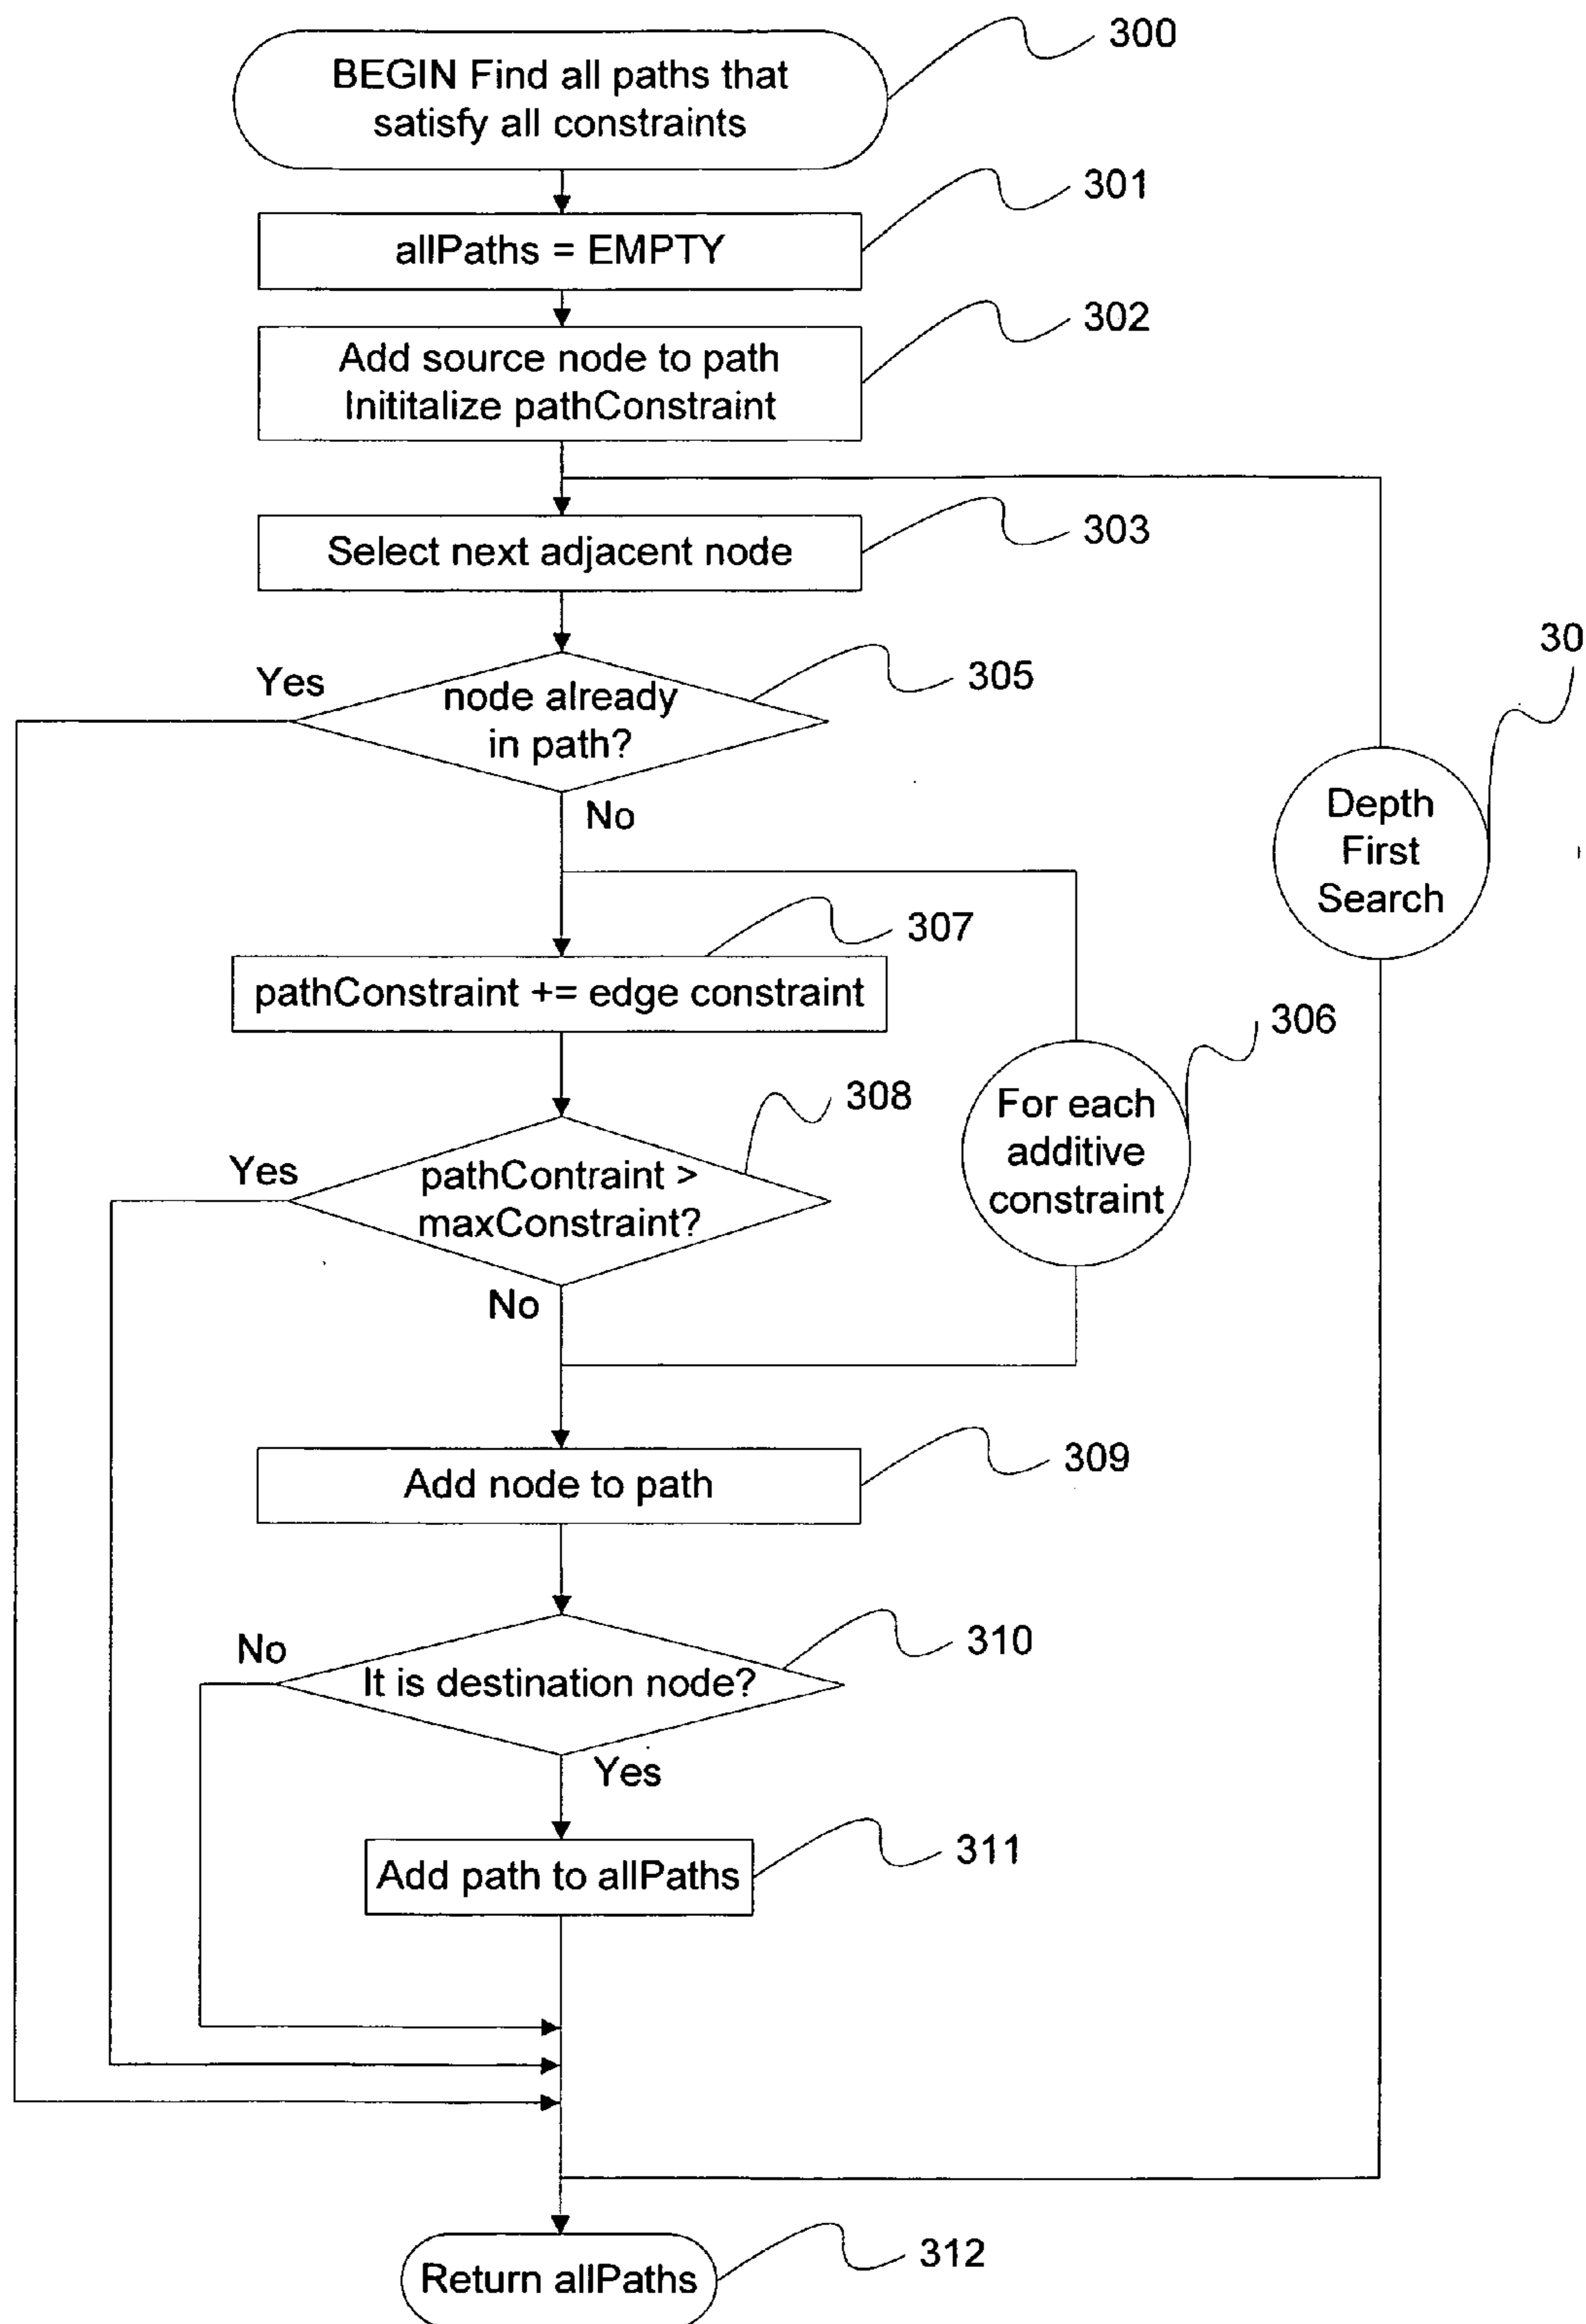 300
BEGIN Find all paths that
satisfy all constraints
301
allPaths = EMPTY
302
Add source node to path
Inititalize pathConstraint
303
Select next adjacent node
30
Yes
305
node already
in path?
No
Depth
First
Search
307
pathConstraint += edge constraint
306
308
For each
additive
constraint
Yes
pathContraint >
maxConstraint?
No
309
Add node to path
310
No
It is destination node?
Yes
311
Add path to allPaths
312
Return allPaths